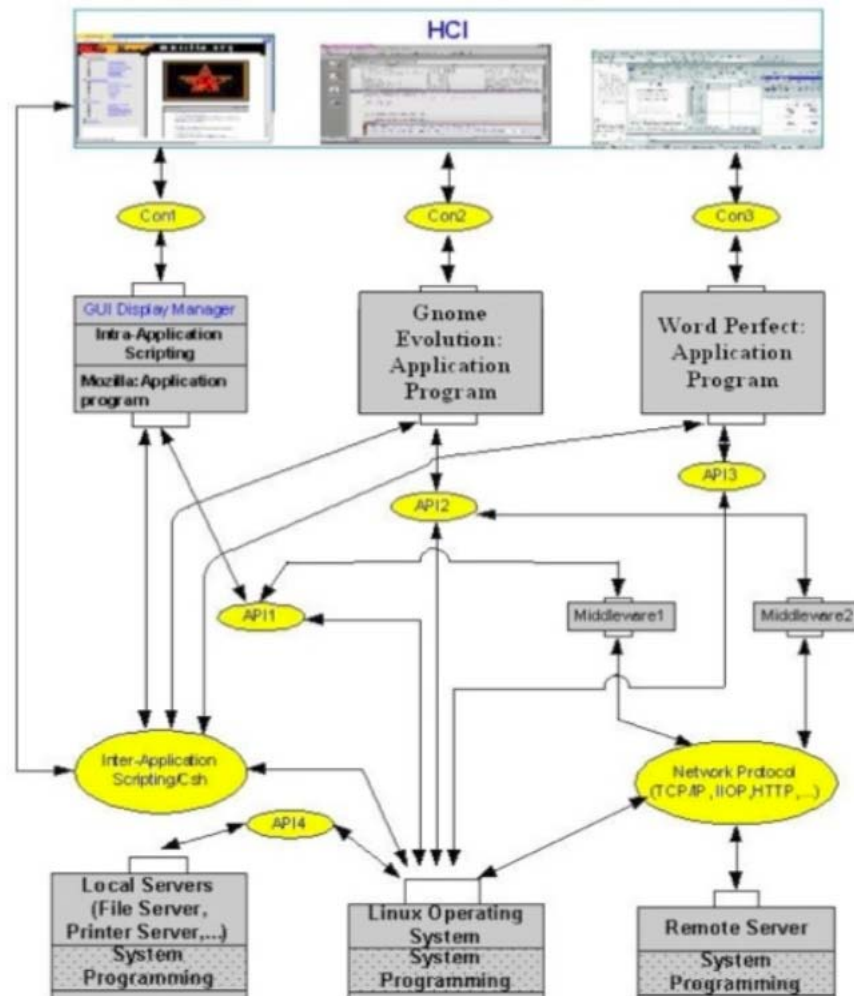 HCI
mozilla.org
Con1
Con2
Con3
GUI Display Manager
Intra-Application
Scripting
Mozilla: Application
program
Gnome
Evolution:
Application
Program
Word Perfect:
Application
Program
API3
API2
API1
Middleware1
Middleware2
Inter-Application
Scripting/Csh
Network Protocol
(TCP/IP, IIOP,HTTP,...)
API4
Local Servers
(File Server,
Printer Server,...)
System
Programming
Linux Operating
System
System
Programming
Remote Server
System
Programming